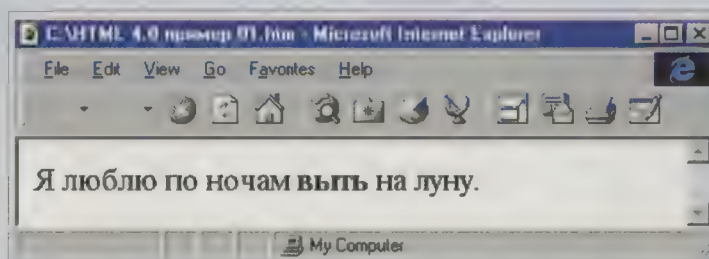 E:\HTML 4.0 пример 01.htm - Microsoft Internet Explorer
File Edit View Go Favorites Help
Я люблю по ночам выть на луну.
My Computer